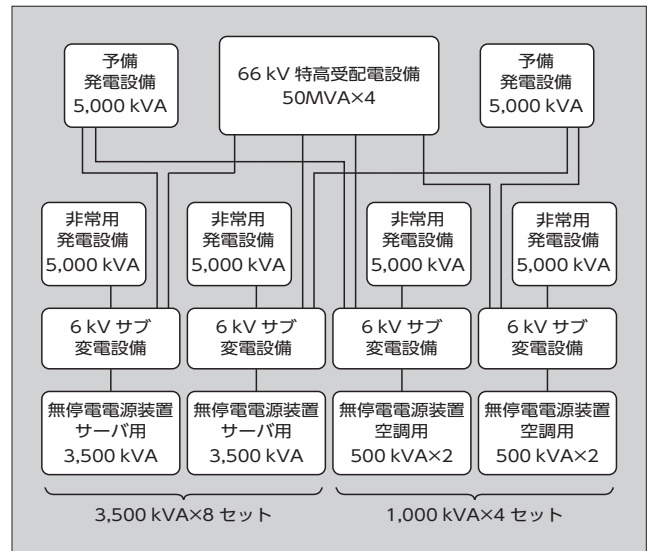 予備
発電設備
5,000 kVA
66 kV 特高受配電設備
50MVA×4
予備
発電設備
5,000 kVA
非常用
発電設備
5,000 kVA
非常用
発電設備
5,000 kVA
非常用
発電設備
5,000 kVA
非常用
発電設備
5,000 kVA
6 kV サブ
変電設備
6 kV サブ
変電設備
6 kV サブ
変電設備
6 kV サブ
変電設備
無停電電源装置
サーバ用
3,500 kVA
無停電電源装置
サーバ用
3,500 kVA
無停電電源装置
空調用
500 kVA×2
無停電電源装置
空調用
500 kVA×2
3,500 kVA×8 セット
1,000 kVA×4 セット